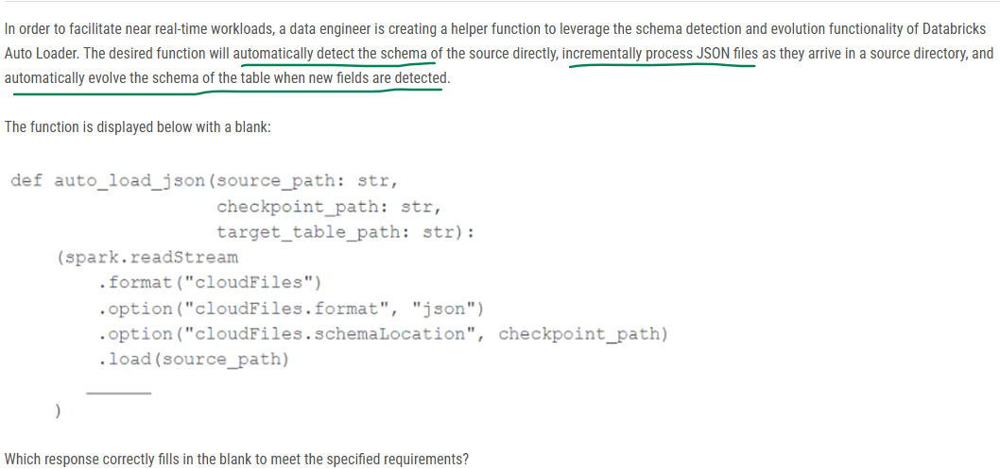 In order to facilitate near real-time workloads, a data engineer is creating a helper function to leverage the schema detection and evolution functionality of Databricks
Auto Loader. The desired function will automatically detect the schema of the source directly, incrementally process JSON files as they arrive in a source directory, and
automatically evolve the schema of the table when new fields are detected.
The function is displayed below with a blank:
def auto_load_json(source_path: str,
checkpoint_path: str,
target_table_path: str):
(spark.readStream
.format("cloudFiles")
.option("cloudFiles.format", "json")
.option("cloudFiles.schemaLocation", checkpoint_path)
.load(source_path)
)
Which response correctly fills in the blank to meet the specified requirements?